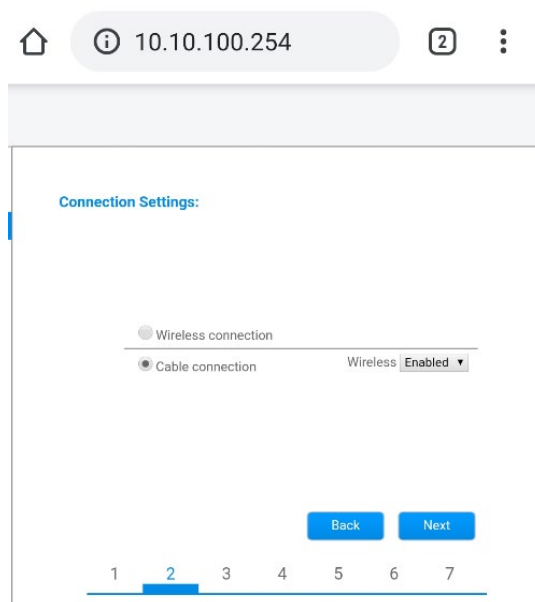 10.10.100.254 2
Connection Settings:
Wireless connection
Cable connection Wireless Enabled
Back Next
1 2 3 4 5 6 7